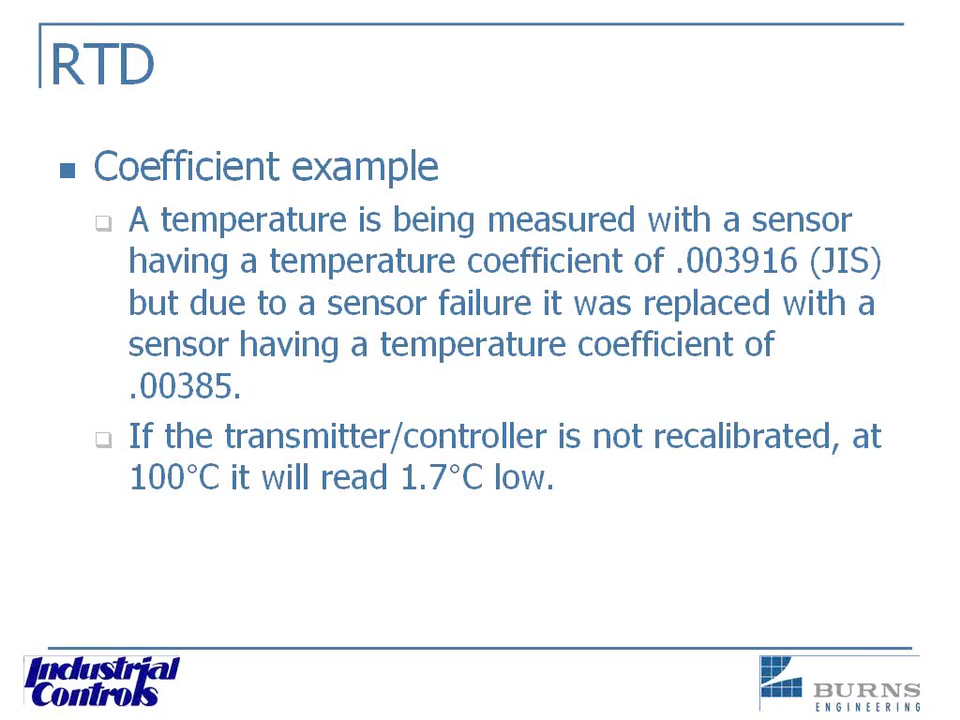 RTD
Coefficient example
A temperature is being measured with a sensor
having a temperature coefficient of .003916 (JIS)
but due to a sensor failure it was replaced with a
sensor having a temperature coefficient of
.00385.
If the transmitter/controller is not recalibrated, at
100°C it will read 1.7°C low.
Industrial
Controls
BURNS
ENGINEERING